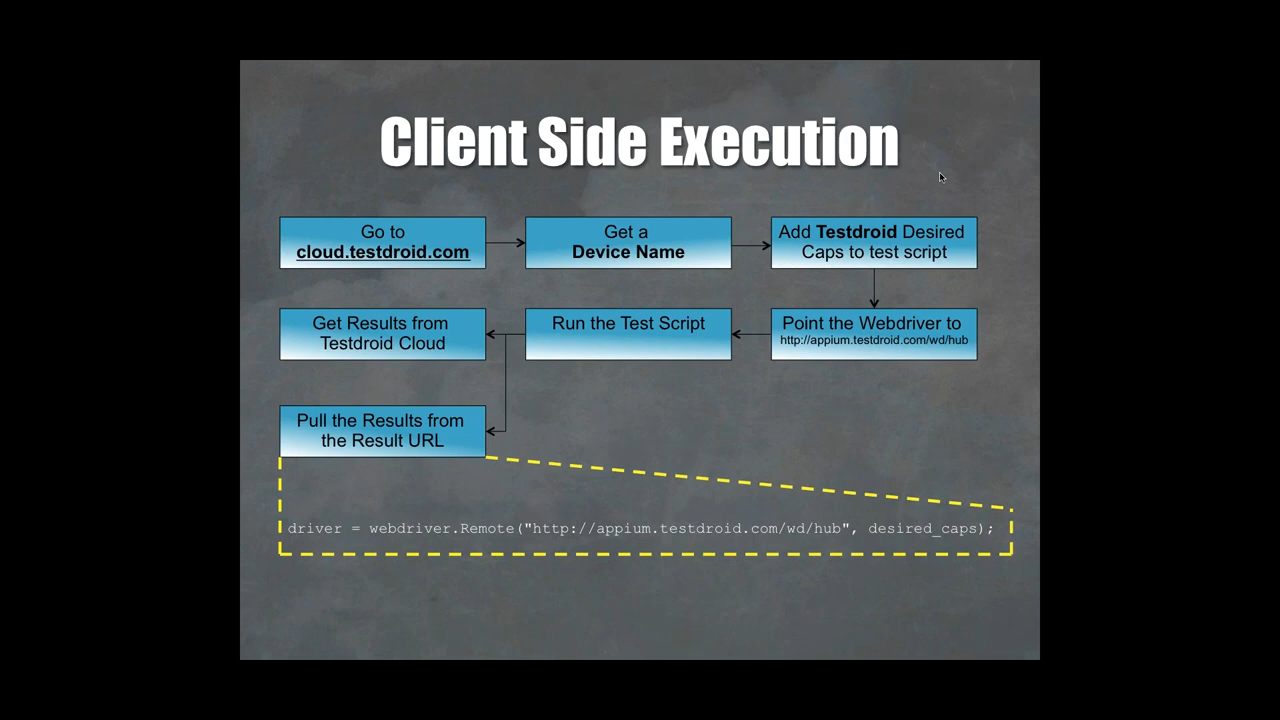 Client Side Execution
Go to
cloud.testdroid.com
Get a
Device Name
Add Testdroid Desired
Caps to test script
Get Results from
Testdroid Cloud
Run the Test Script
Point the Webdriver to
http://appium.testdroid.com/wd/hub
Pull the Results from
the Result URL
driver = webdriver.Remote("http://appium.testdroid.com/wd/hub", desired_caps);